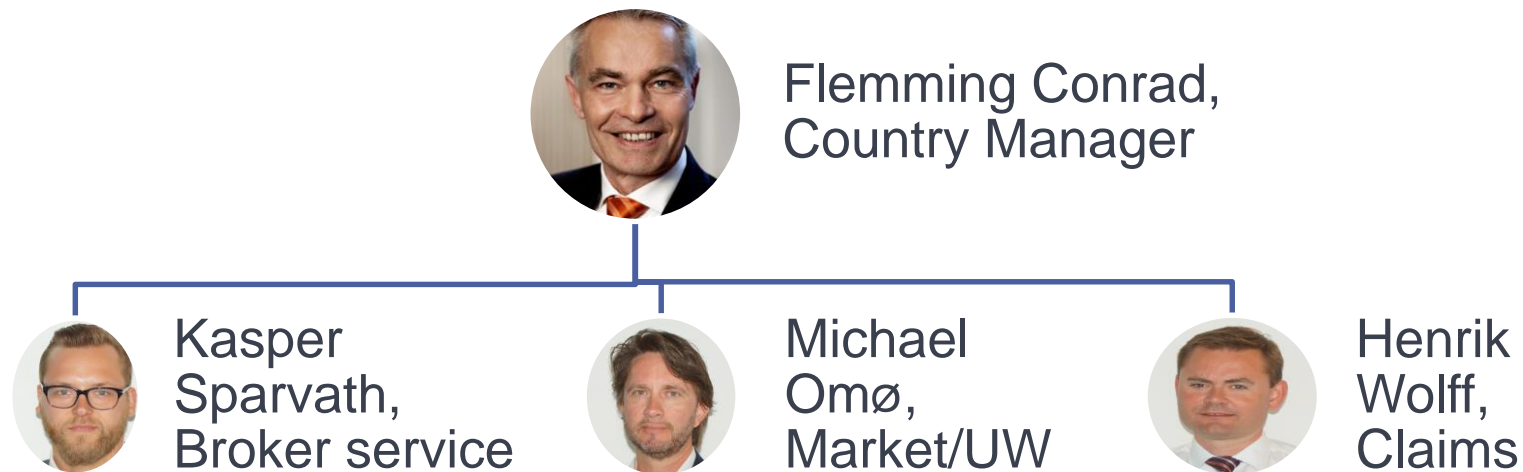 Flemming Conrad,
Country Manager
Kasper
Sparvath,
Broker service
Michael
Omø,
Market/UW
Henrik
Wolff,
Claims